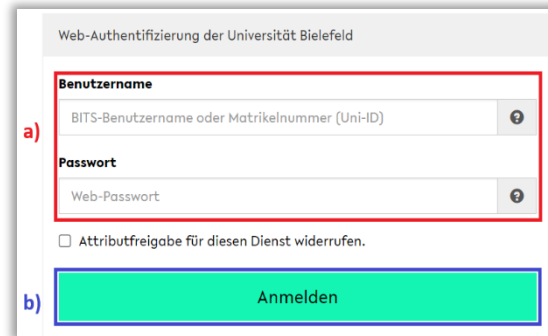 Web-Authentifizierung der Universität Bielefeld
Benutzername
BITS-Benutzername oder Matrikelnummer (Uni-ID)
a)
Passwort
Web-Passwort
Attributfreigabe für diesen Dienst widerrufen.
b)
Anmelden